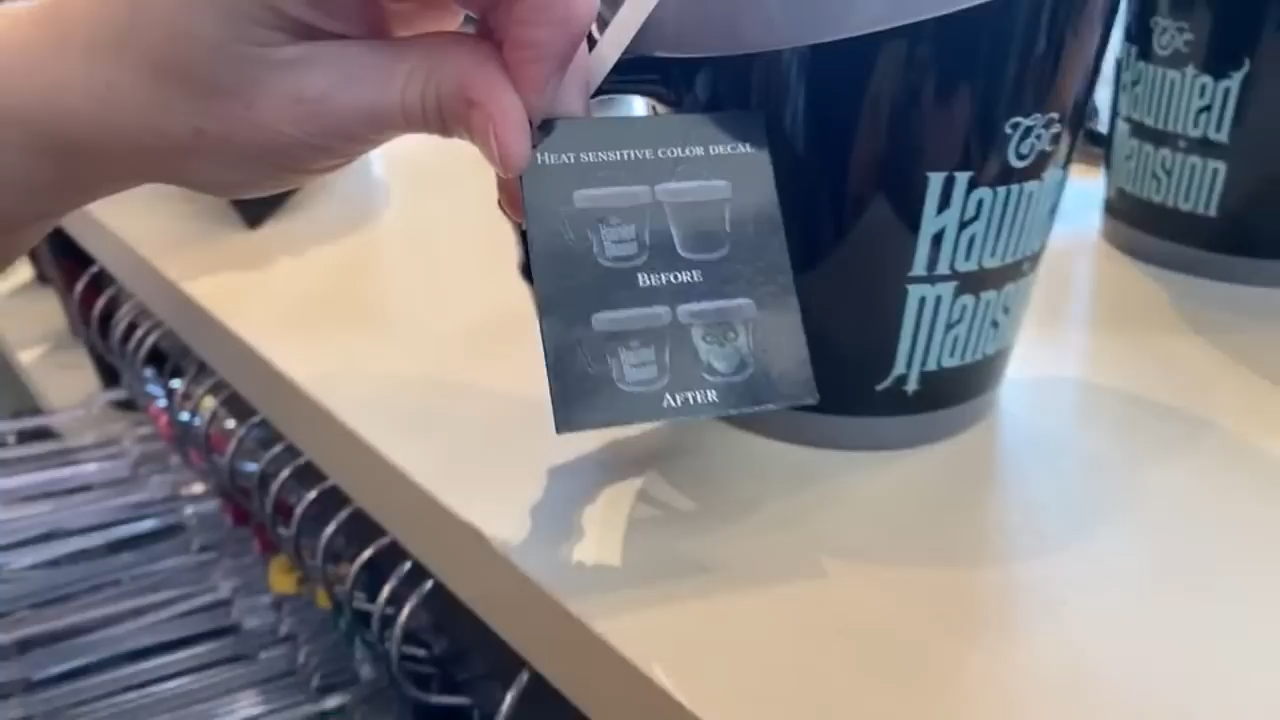 HEAT SENSITIVE COLOR DECAL
BEFORE
AFTER
The
Haunted
Mansion
The
Haunted
Mansion